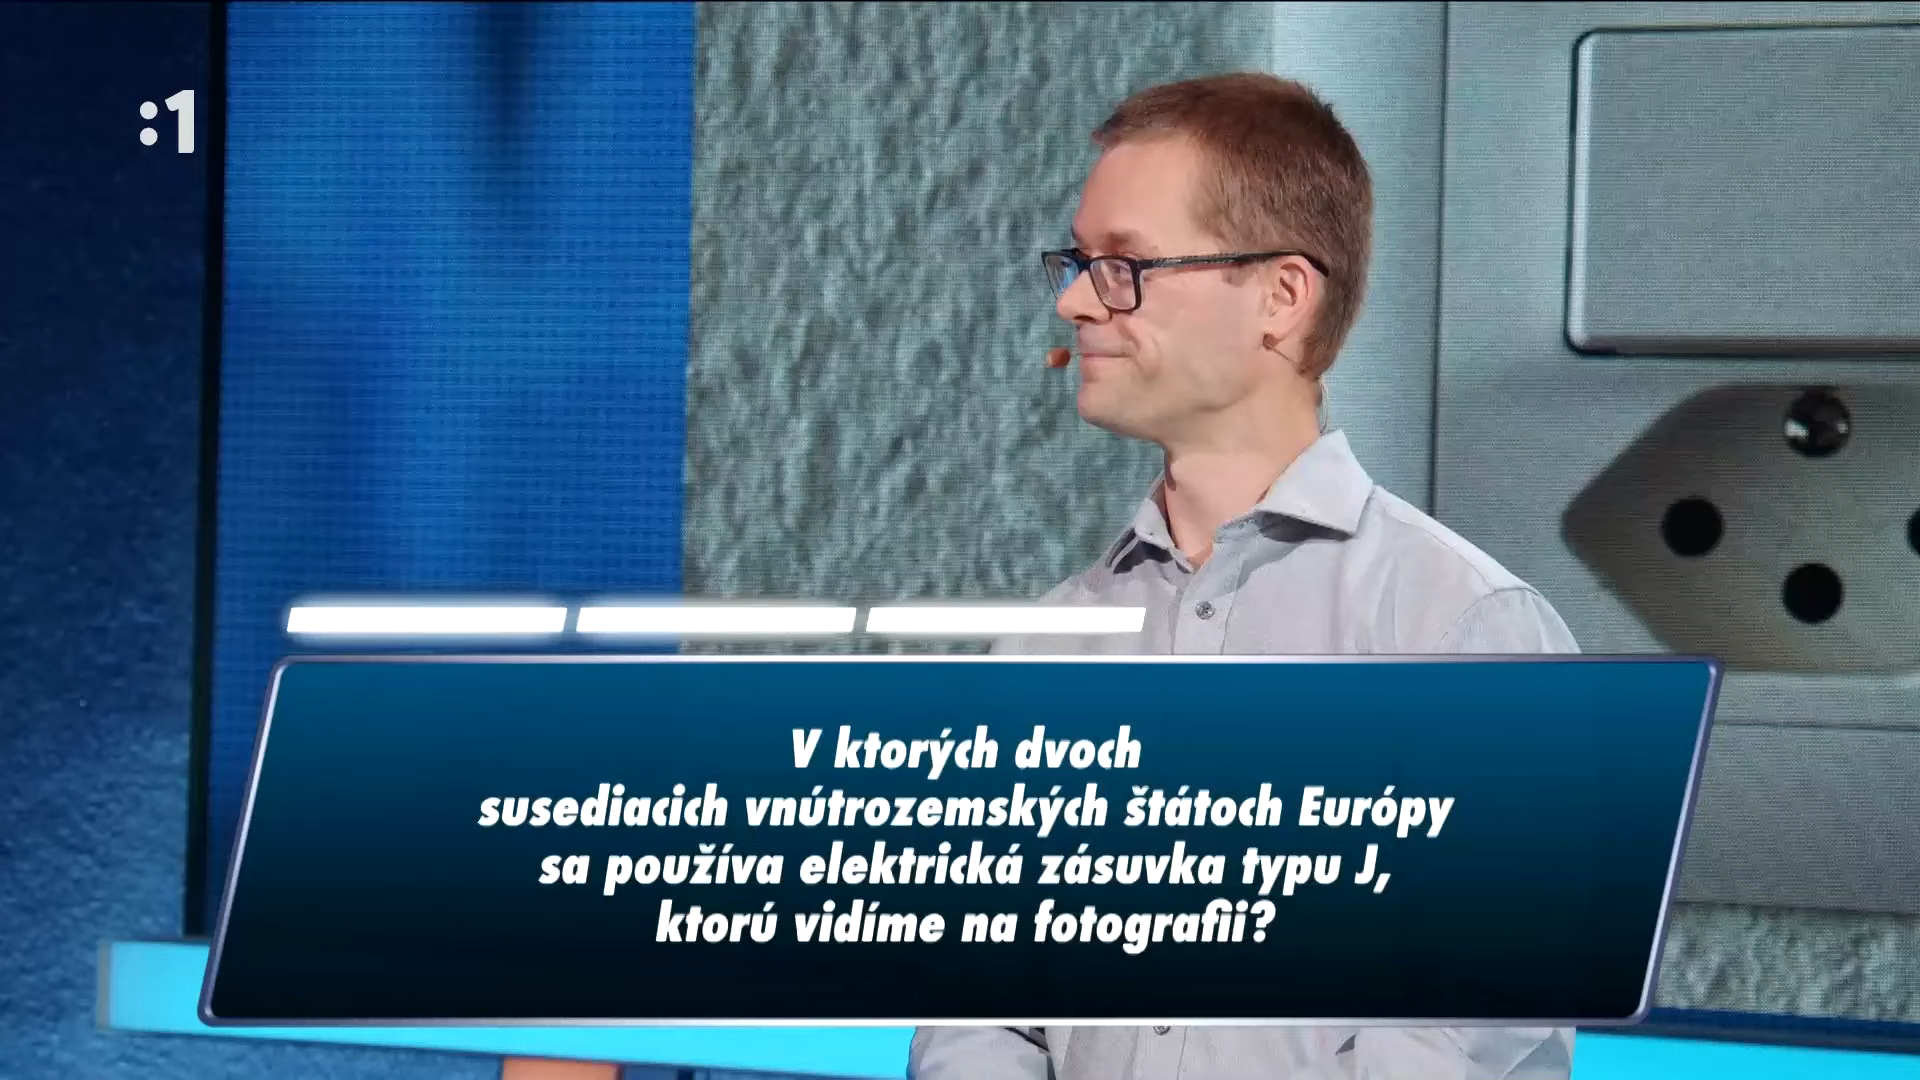 :1
V ktorých dvoch
susediacich vnútrozemských štátoch Európy
sa používa elektrická zásuvka typu J,
ktorú vidíme na fotografii?